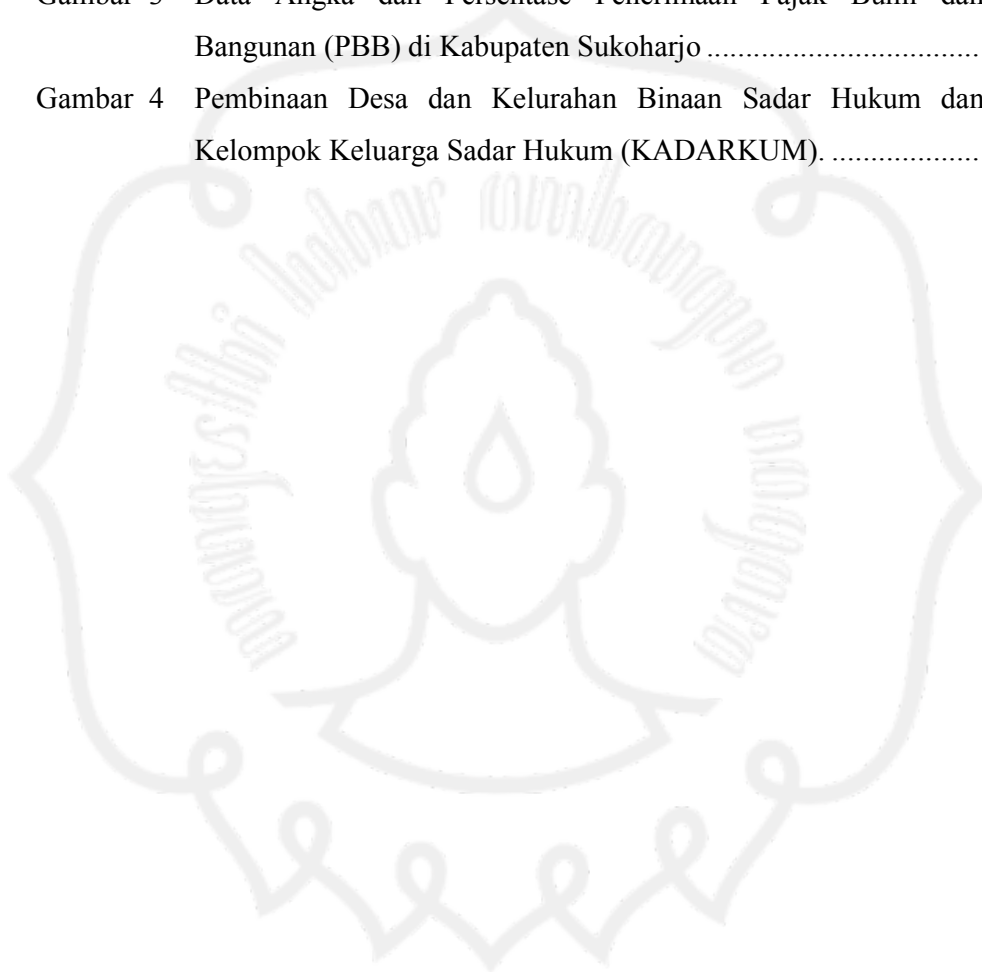 Gambar 3 Data Angka dan Persentase Penerimaan Pajak Bumi dan
Bangunan (PBB) di Kabupaten Sukoharjo ...................................
Gambar 4 Pembinaan Desa dan Kelurahan Binaan Sadar Hukum dan
Kelompok Keluarga Sadar Hukum (KADARKUM). ...................